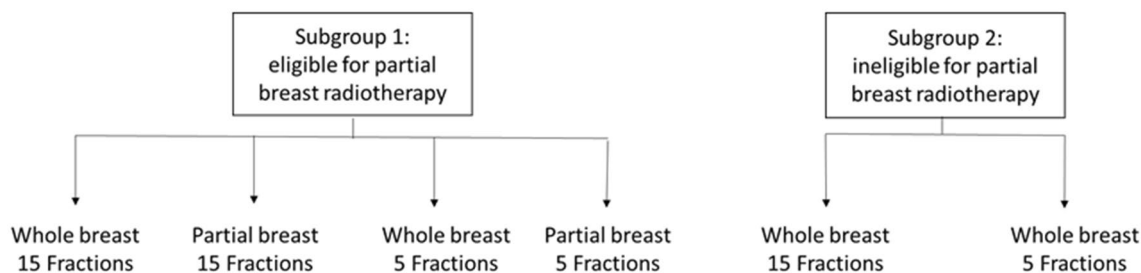 Subgroup 1:
eligible for partial
breast radiotherapy
Subgroup 2:
ineligible for partial
breast radiotherapy
Whole breast
15 Fractions
Partial breast
15 Fractions
Whole breast
5 Fractions
Partial breast
5 Fractions
Whole breast
15 Fractions
Whole breast
5 Fractions